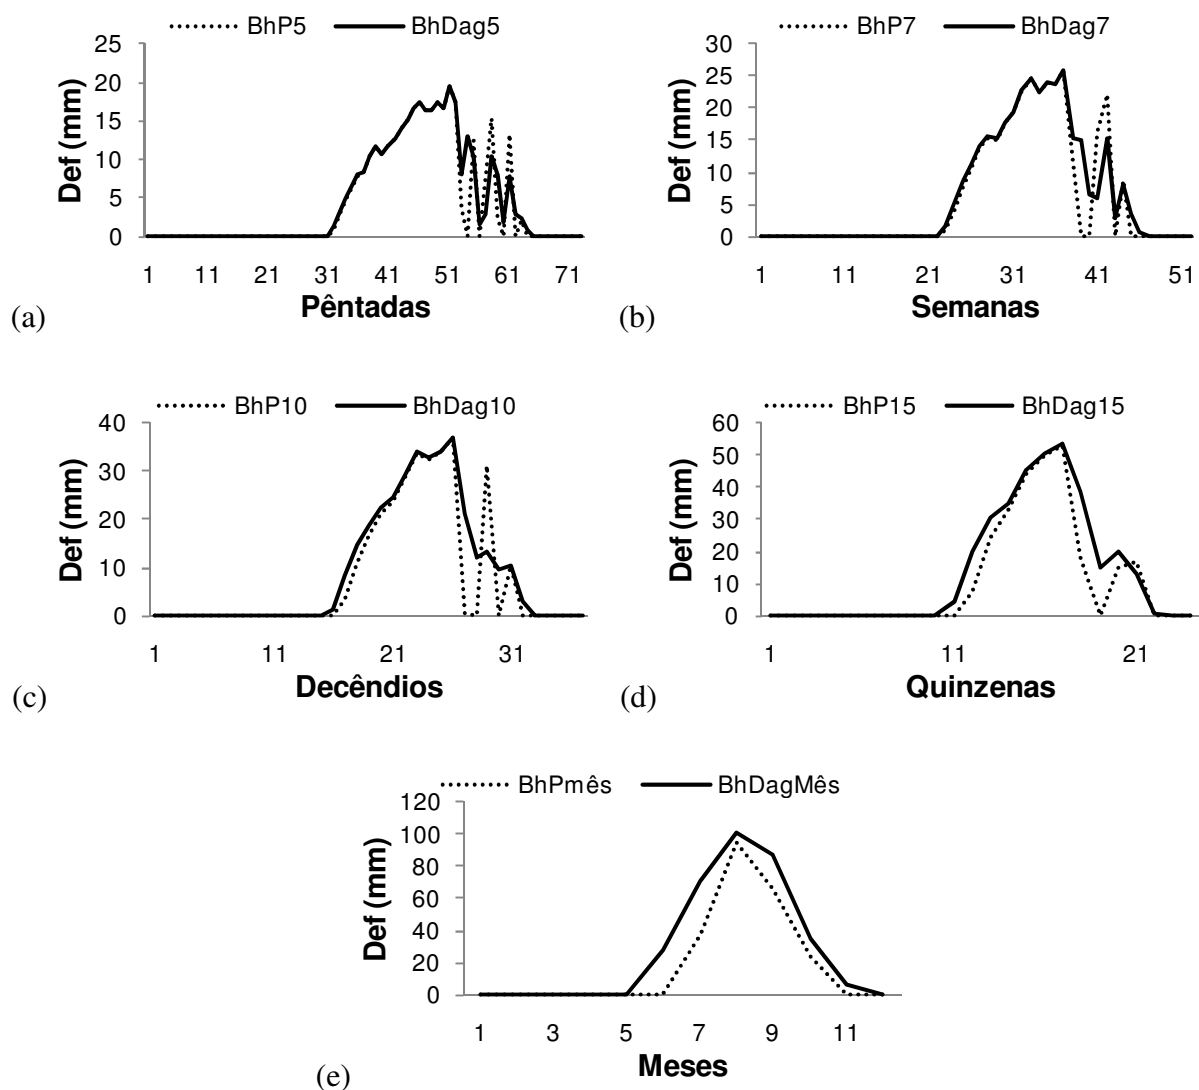 BhP5 BhDag5
25
20
15
10
5
0
Def (mm)
1 11 21 31 41 51 61 71
Pêntadas
(a)
BhP7 BhDag7
30
25
20
15
10
5
0
Def (mm)
1 11 21 31 41 51
Semanas
(b)
BhP10 BhDag10
40
30
20
10
0
Def (mm)
1 11 21 31
Decêndios
(c)
BhP15 BhDag15
60
50
40
30
20
10
0
Def (mm)
1 11 21
Quinzenas
(d)
BhPmês BhDagMês
120
100
80
60
40
20
0
Def (mm)
1 3 5 7 9 11
Meses
(e)